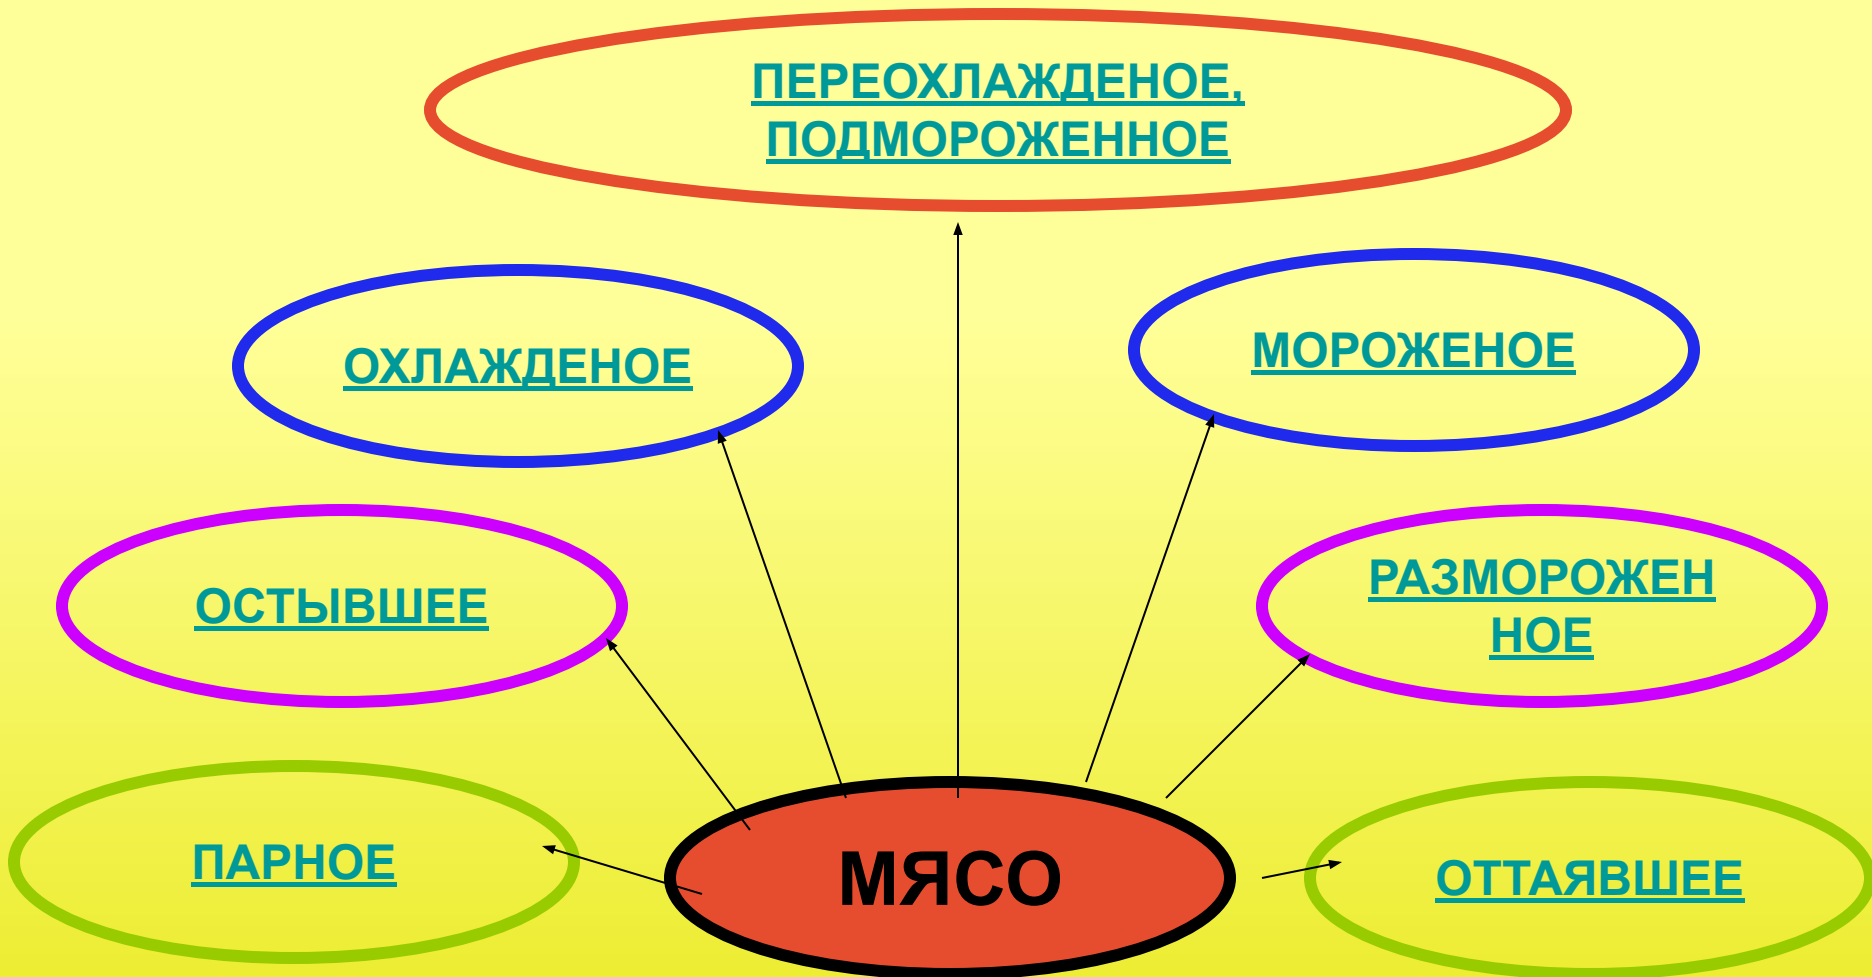 ПЕРЕОХЛАЖДЕНОЕ,
ПОДМОРОЖЕННОЕ
ОХЛАЖДЕНОЕ
МОРОЖЕНОЕ
ОСТЫВШЕЕ
РАЗМОРОЖЕН
НОЕ
ПАРНОЕ
МЯСО
ОТТАЯВШЕЕ